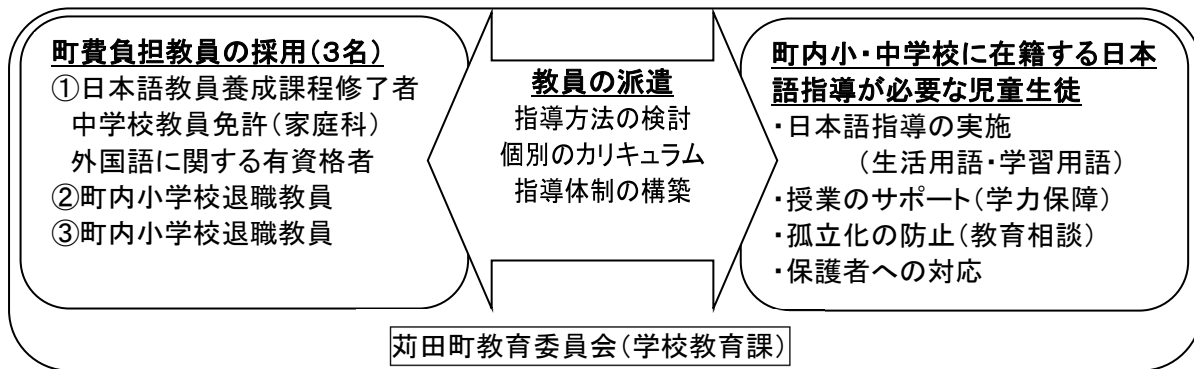 町費負担教員の採用(3名)
①日本語教員養成課程修了者
中学校教員免許(家庭科)
外国語に関する有資格者
②町内小学校退職教員
③町内小学校退職教員
教員の派遣
指導方法の検討
個別のカリキュラム
指導体制の構築
町内小・中学校に在籍する日本
語指導が必要な児童生徒
・日本語指導の実施
(生活用語・学習用語)
・授業のサポート(学力保障)
・孤立化の防止(教育相談)
・保護者への対応
苅田町教育委員会(学校教育課)